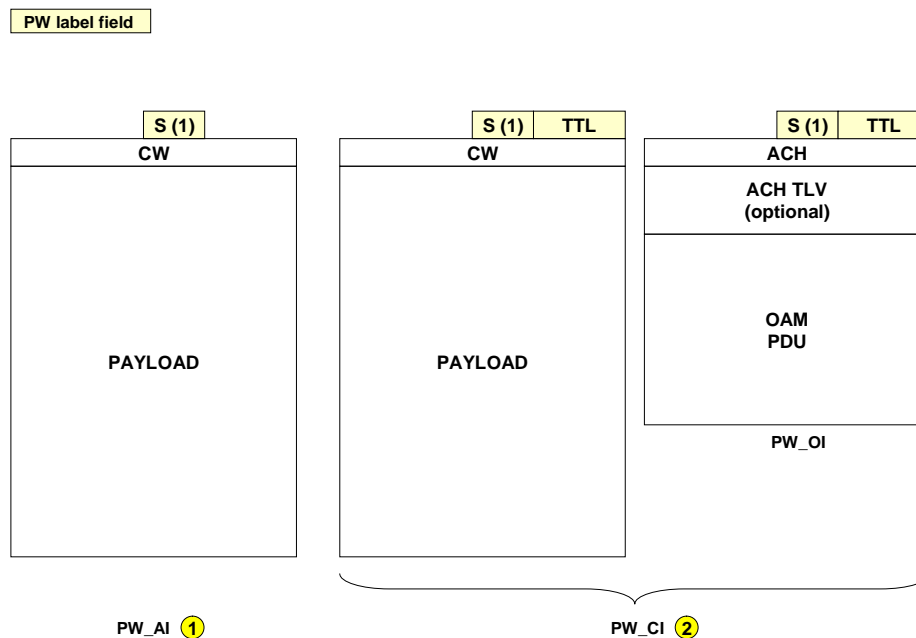 PW label field
S (1)
CW
PAYLOAD
PW_AI 1
S (1) TTL
CW
PAYLOAD
S (1) TTL
ACH
ACH TLV
(optional)
OAM
PDU
PW_OI
PW_CI 2